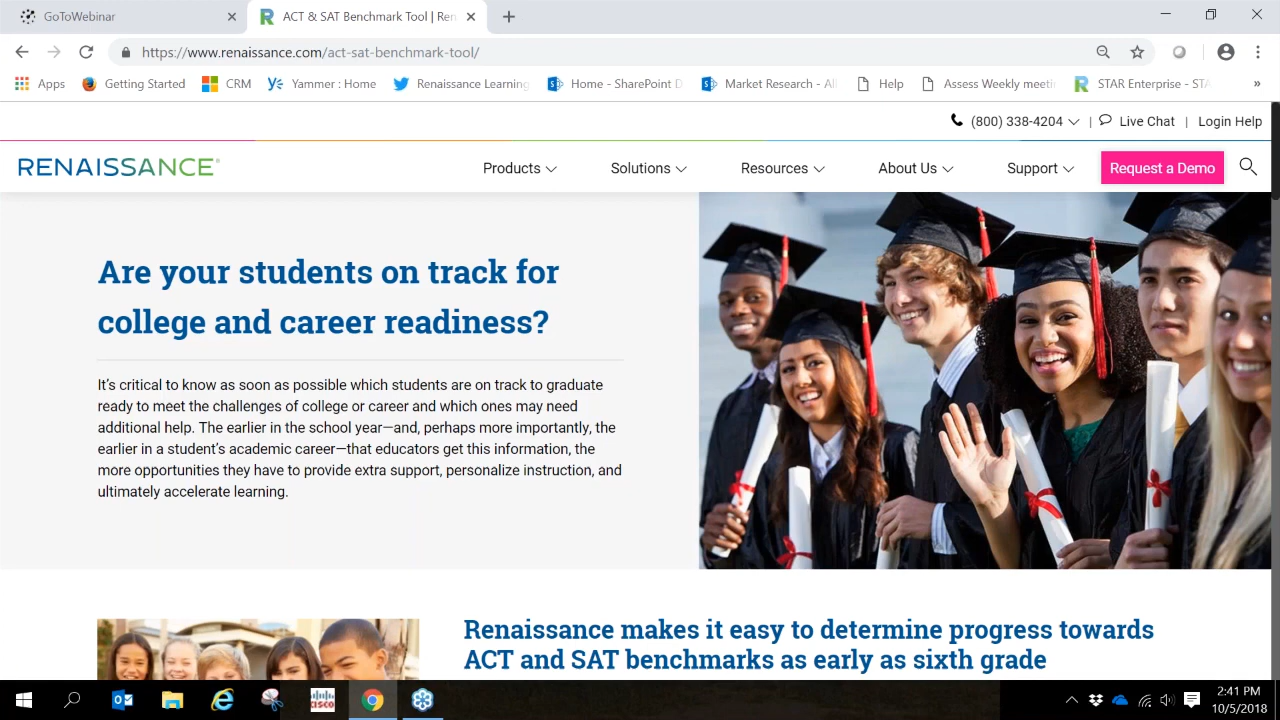 GoToWebinar
ACT & SAT Benchmark Tool | Ren
https://www.renaissance.com/act-sat-benchmark-tool/
Apps Getting Started CRM Yammer : Home Renaissance Learning Home - SharePoint D Market Research - All Help Assess Weekly meeti STAR Enterprise - STA »
(800) 338-4204 | Live Chat | Login Help
RENAISSANCE®
Products Solutions Resources About Us Support Request a Demo
Are your students on track for
college and career readiness?
It's critical to know as soon as possible which students are on track to graduate
ready to meet the challenges of college or career and which ones may need
additional help. The earlier in the school year—and, perhaps more importantly, the
earlier in a student's academic career—that educators get this information, the
more opportunities they have to provide extra support, personalize instruction, and
ultimately accelerate learning.
Renaissance makes it easy to determine progress towards
ACT and SAT benchmarks as early as sixth grade
CISCO
2:41 PM
10/5/2018